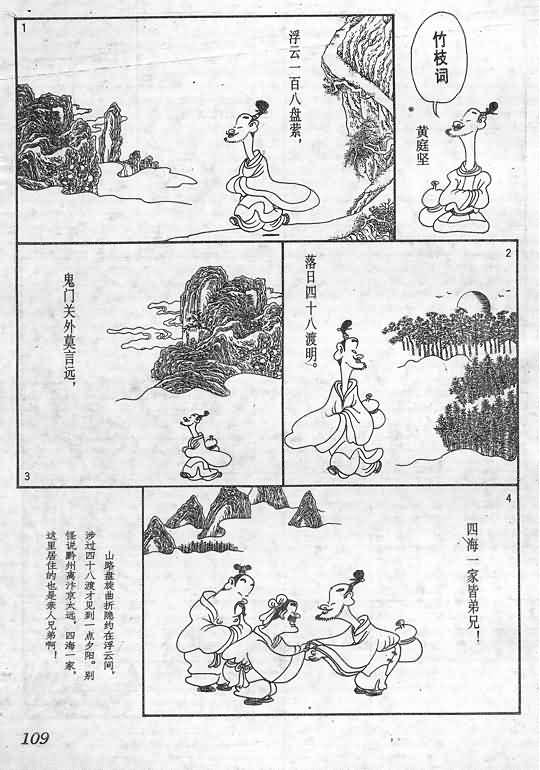 竹枝词
黄庭坚
1
浮云一百八盘萦，
2
落日四十八渡明。
3
鬼门关外莫言远，
4
四海一家皆弟兄！
山路盘旋曲折隐约在浮云间，
涉过四十八渡才见到一点夕阳。别
怪说黔州离汴京太远，四海一家，
这里居住的也是亲人兄弟啊！
109